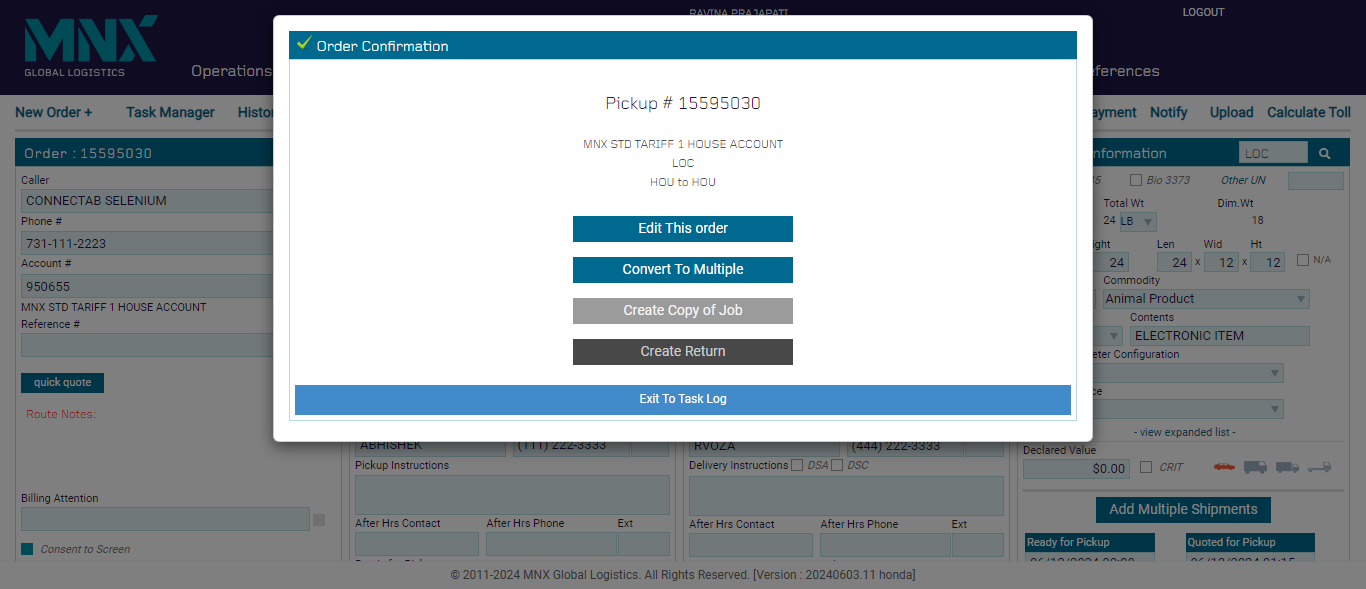 RAVINA PRAJAPATI
LOGOUT
MNX
GLOBAL LOGISTICS
Operations
New Order +
Task Manager
Payment
Notify
Upload
Calculate Toll
Order Confirmation
Pickup # 15595030
MNX STD TARIFF 1 HOUSE ACCOUNT
LOC
HOU to HOU
Edit This order
Convert To Multiple
Create Copy of Job
Create Return
Exit To Task Log
Order : 15595030
Caller
CONNECTAB SELENIUM
Phone #
731-111-2223
Account #
950655
MNX STD TARIFF 1 HOUSE ACCOUNT
Reference #
quick quote
Route Notes:
Billing Attention
Consent to Screen
ABHISHEK
(111) 222-3333
Pickup Instructions
After Hrs Contact
After Hrs Phone
Ext
RVOZA
(444) 222-3333
Delivery Instructions
DSA
DSC
After Hrs Contact
After Hrs Phone
Ext
LOC
Bio 3373
Other UN
Total Wt
Dim.Wt
24
LB
18
Len
Wid
Ht
24
24
x
12
x
12
N/A
Commodity
Animal Product
Contents
ELECTRONIC ITEM
Configuration
- view expanded list -
Declared Value
$0.00
CRIT
Add Multiple Shipments
Ready for Pickup
Quoted for Pickup
© 2011-2024 MNX Global Logistics. All Rights Reserved. [Version : 20240603.11 honda]